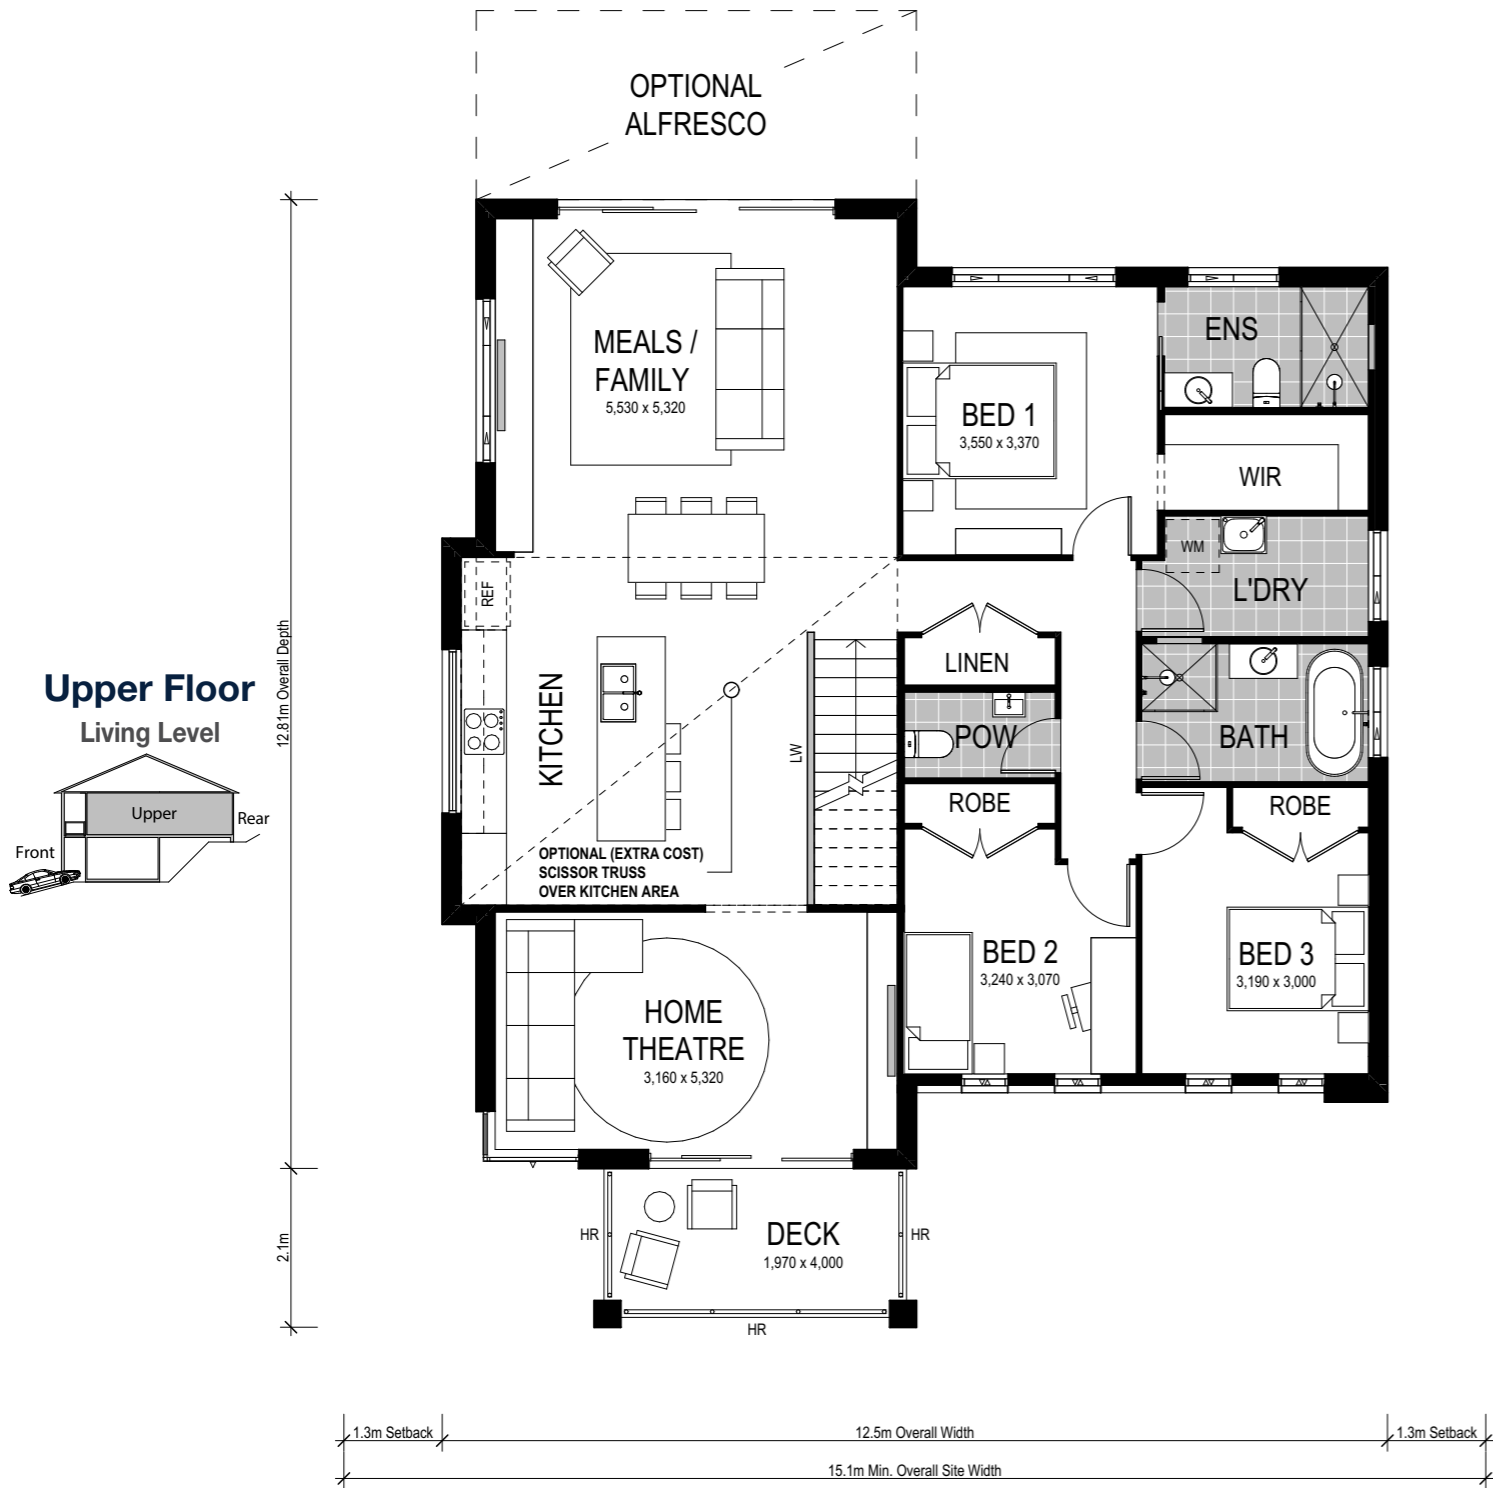 OPTIONAL
ALFRESCO
MEALS /
FAMILY
5,530 x 5,320
BED 1
3,550 x 3,370
ENS
WIR
WM
L'DRY
REF
LINEN
KITCHEN
LW
POW
BATH
ROBE
ROBE
OPTIONAL (EXTRA COST)
SCISSOR TRUSS
OVER KITCHEN AREA
BED 2
3,240 x 3,070
BED 3
3,190 x 3,000
HOME
THEATRE
3,160 x 5,320
DECK
1,970 x 4,000
HR
HR
HR
12.81m Overall Depth
2.1m
Upper Floor
Living Level
Upper
Rear
Front
1.3m Setback
12.5m Overall Width
1.3m Setback
15.1m Min. Overall Site Width